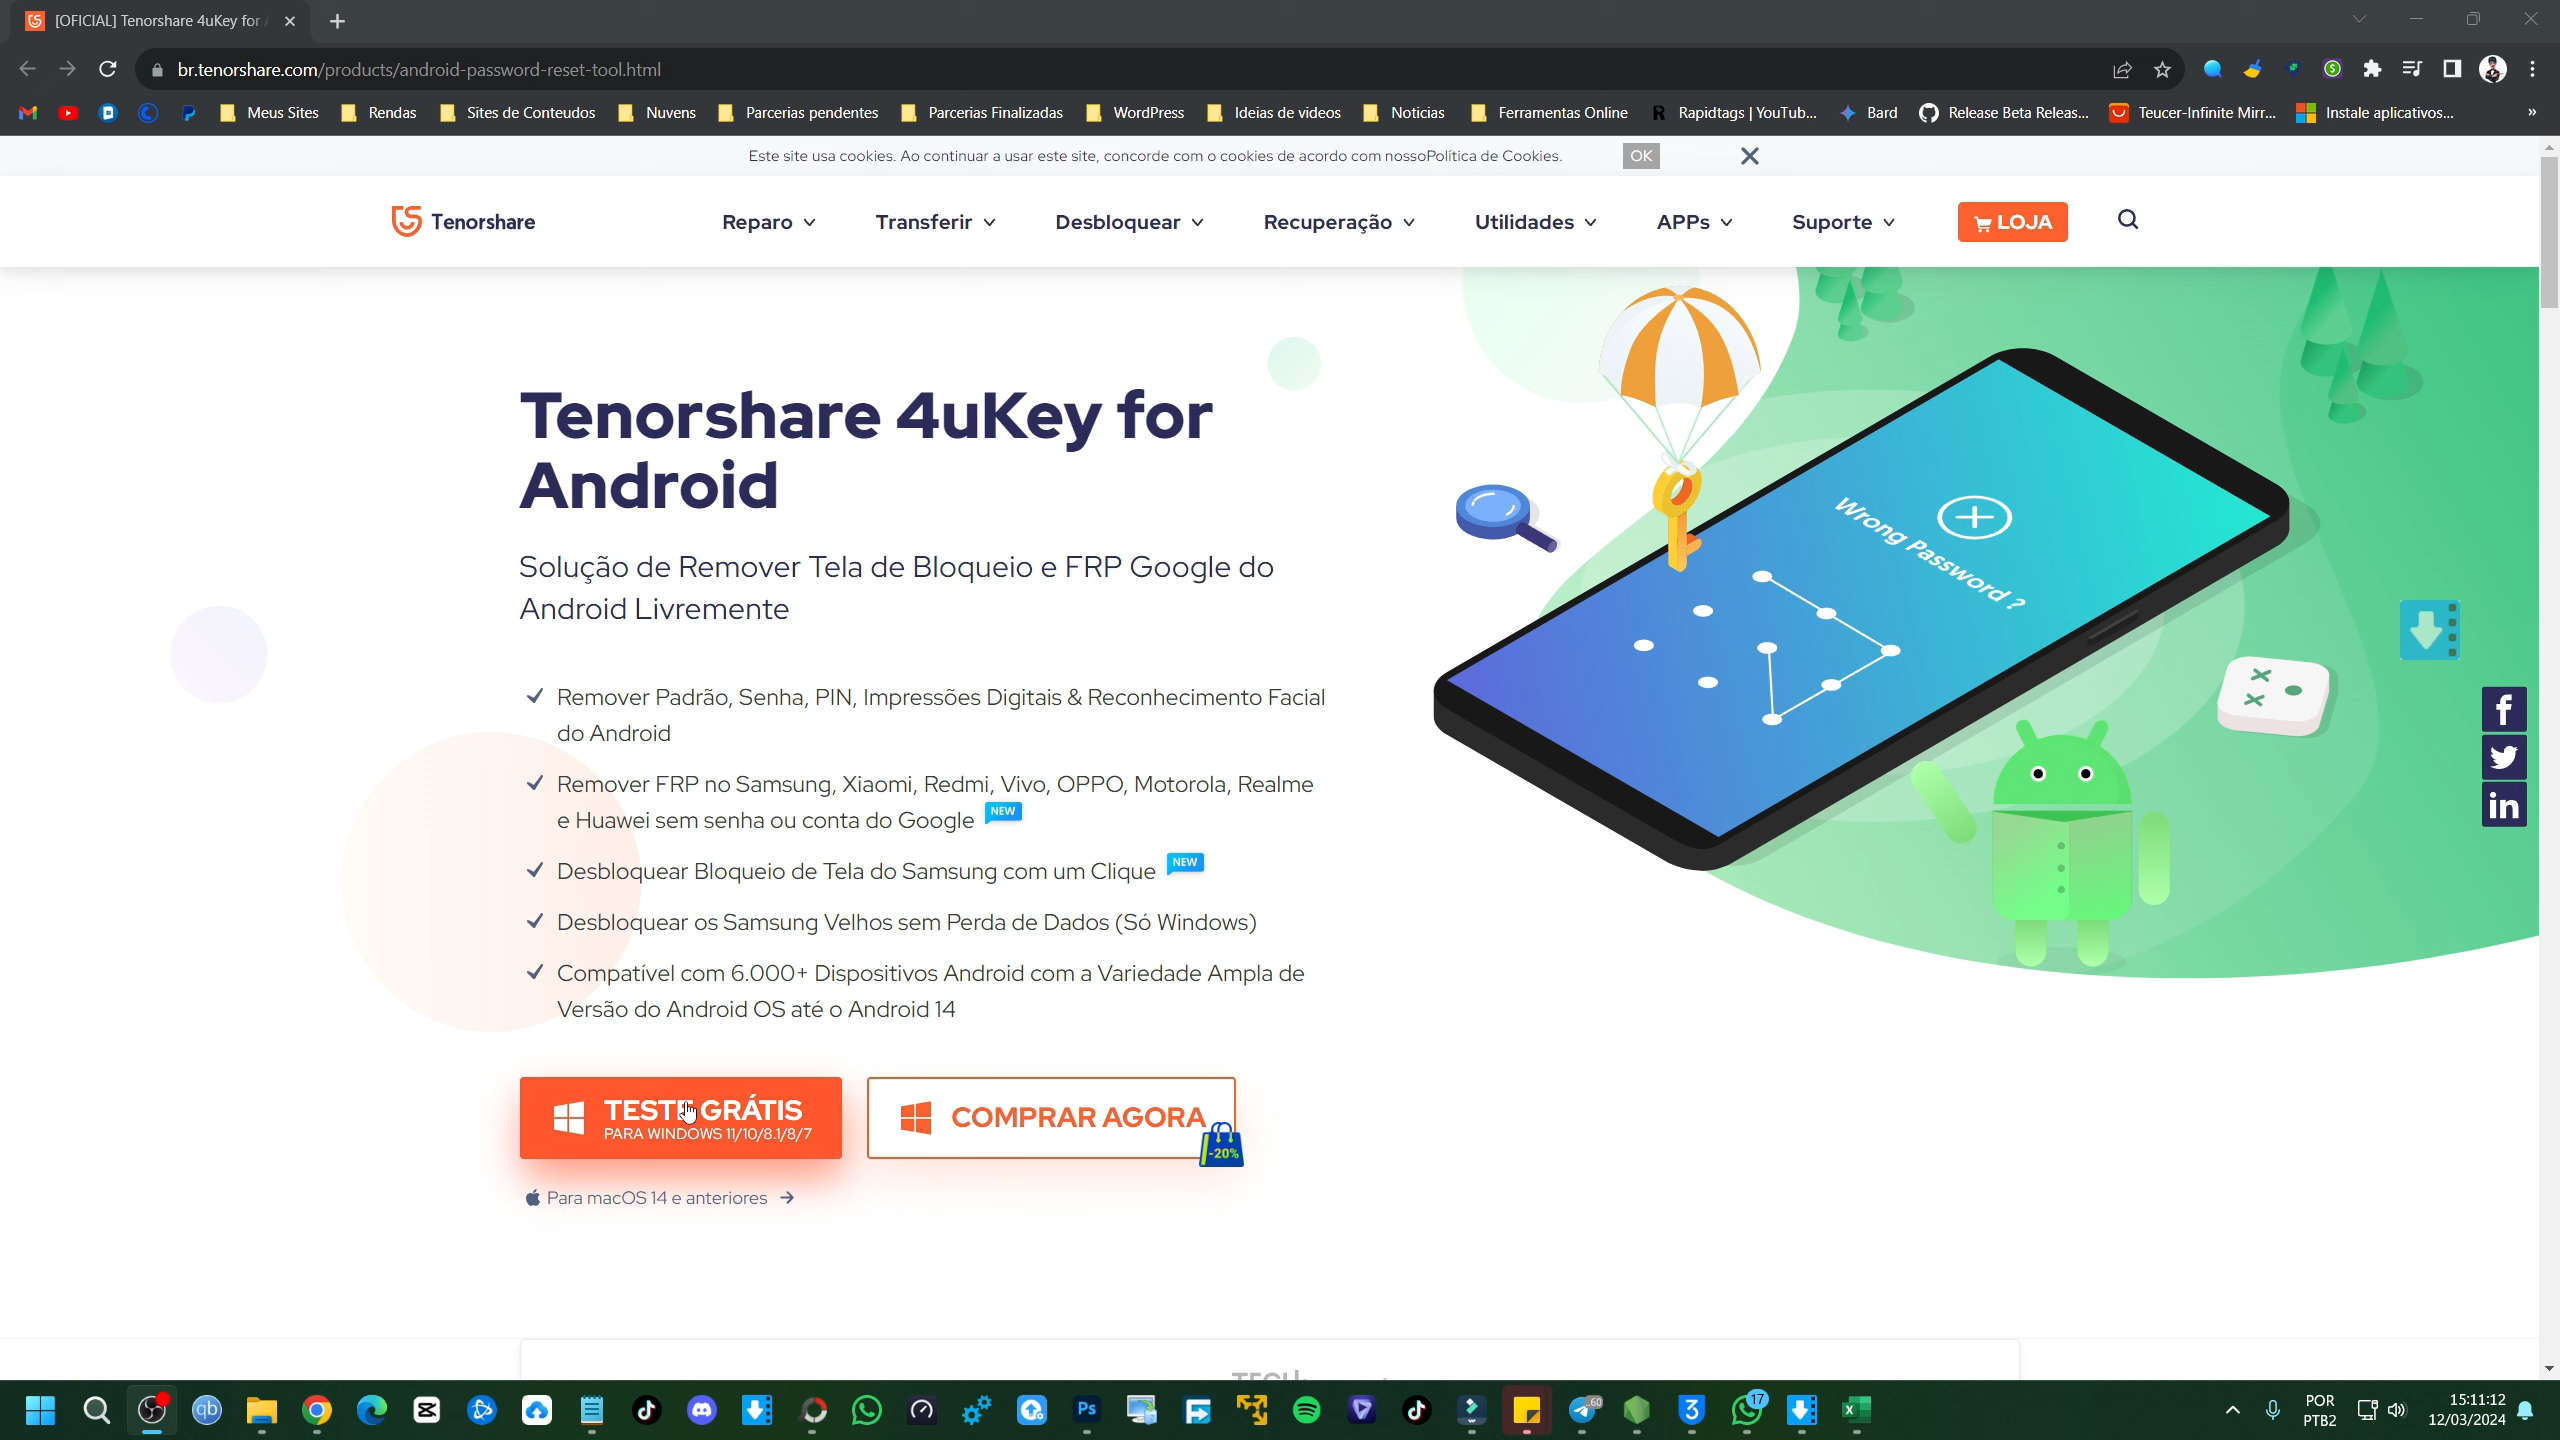 [OFICIAL] Tenorshare 4uKey for
br.tenorshare.com/products/android-password-reset-tool.html
Meus Sites
Rendas
Sites de Conteudos
Nuvens
Parcerias pendentes
Parcerias Finalizadas
WordPress
Ideias de videos
Noticias
Ferramentas Online
Rapidtags | YouTub...
Bard
Release Beta Releas...
Teucer-Infinite Mirr...
Instale aplicativos...
»
Este site usa cookies. Ao continuar a usar este site, concorde com o cookies de acordo com nossoPolítica de Cookies.
OK
Tenorshare
Reparo
Transferir
Desbloquear
Recuperação
Utilidades
APPs
Suporte
LOJA
Tenorshare 4uKey for
Android
Solução de Remover Tela de Bloqueio e FRP Google do
Android Livremente
Remover Padrão, Senha, PIN, Impressões Digitais & Reconhecimento Facial
do Android
Remover FRP no Samsung, Xiaomi, Redmi, Vivo, OPPO, Motorola, Realme
e Huawei sem senha ou conta do Google NEW
Desbloquear Bloqueio de Tela do Samsung com um Clique NEW
Desbloquear os Samsung Velhos sem Perda de Dados (Só Windows)
Compatível com 6.000+ Dispositivos Android com a Variedade Ampla de
Versão do Android OS até o Android 14
TESTE GRÁTIS
PARA WINDOWS 11/10/8.1/8/7
COMPRAR AGORA
-20%
Para macOS 14 e anteriores
Wrong Password ?
f
in
qb
Ps
60
3
17
POR
PTB2
15:11:12
12/03/2024